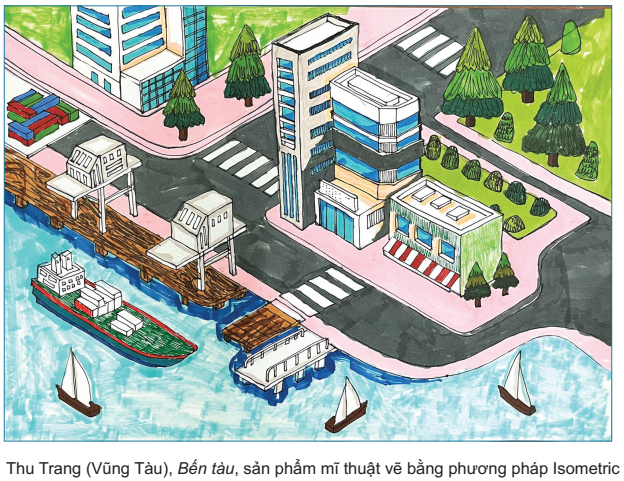 Thu Trang (Vũng Tàu), Bến tàu, sản phẩm mĩ thuật vẽ bằng phương pháp Isometric